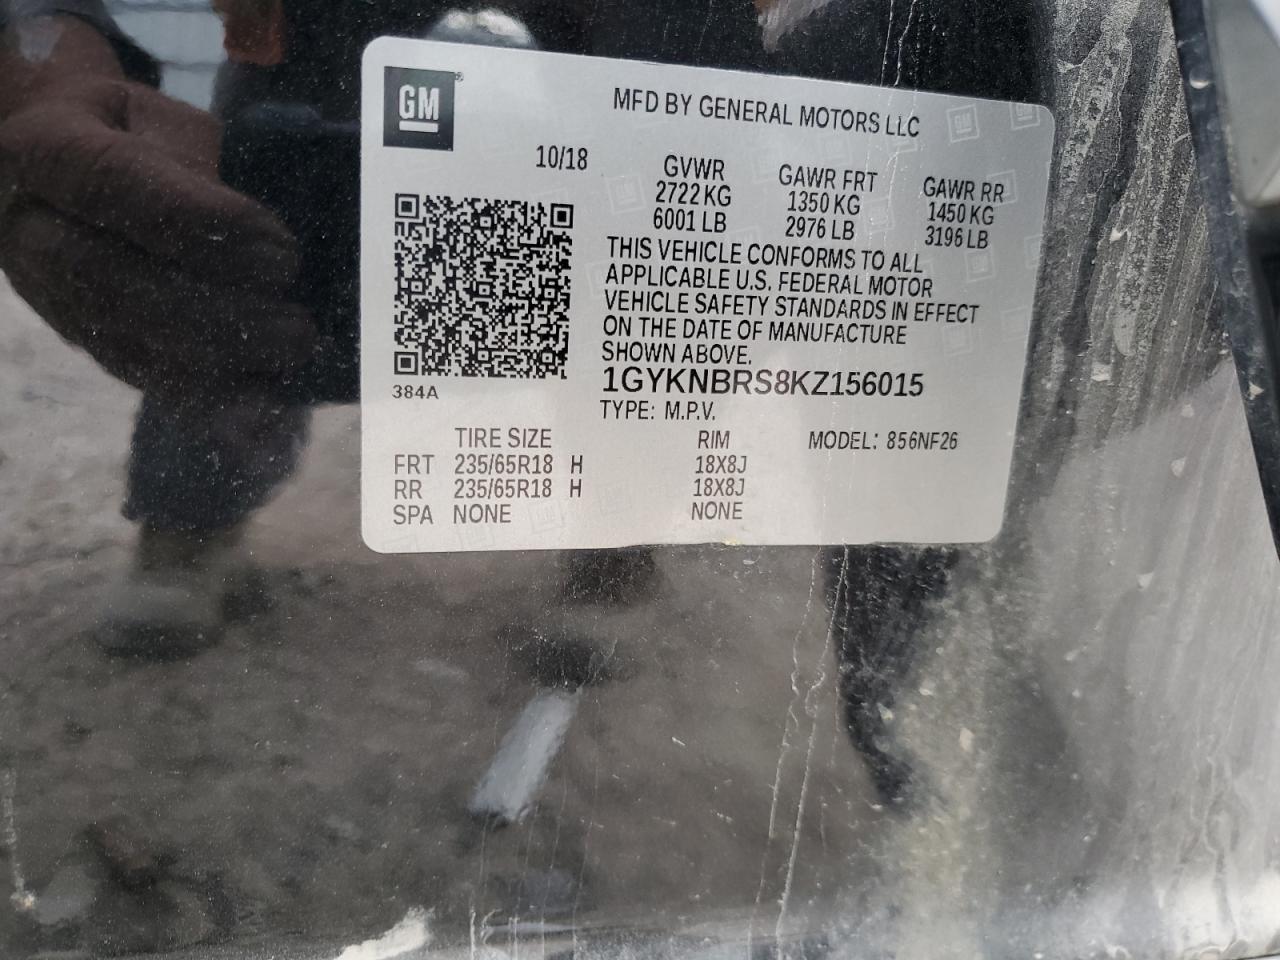 GM
MFD BY GENERAL MOTORS LLC
10/18 GVWR GAWR FRT GAWR RR
2722 KG 1350 KG 1450 KG
6001 LB 2976 LB 3196 LB
THIS VEHICLE CONFORMS TO ALL
APPLICABLE U.S. FEDERAL MOTOR
VEHICLE SAFETY STANDARDS IN EFFECT
ON THE DATE OF MANUFACTURE
SHOWN ABOVE.
1GYKNBRS8KZ156015
384A
TYPE: M.P.V.
TIRE SIZE RIM MODEL: 856NF26
FRT 235/65R18 H 18X8J
RR 235/65R18 H 18X8J
SPA NONE NONE